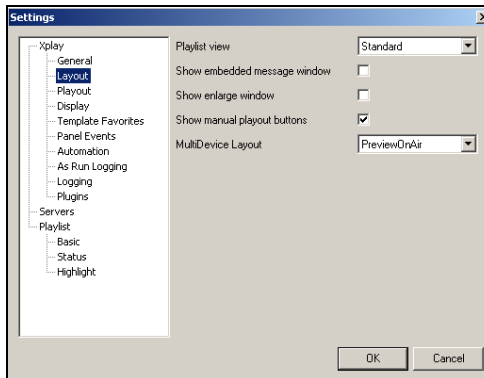 Settings
Xplay
General
Layout
Playout
Display
Template Favorites
Panel Events
Automation
As Run Logging
Logging
Plugins
Servers
Playlist
Basic
Status
Highlight
Playlist view
Standard
Show embedded message window
Show enlarge window
Show manual playout buttons
MultiDevice Layout
PreviewOnAir
OK
Cancel